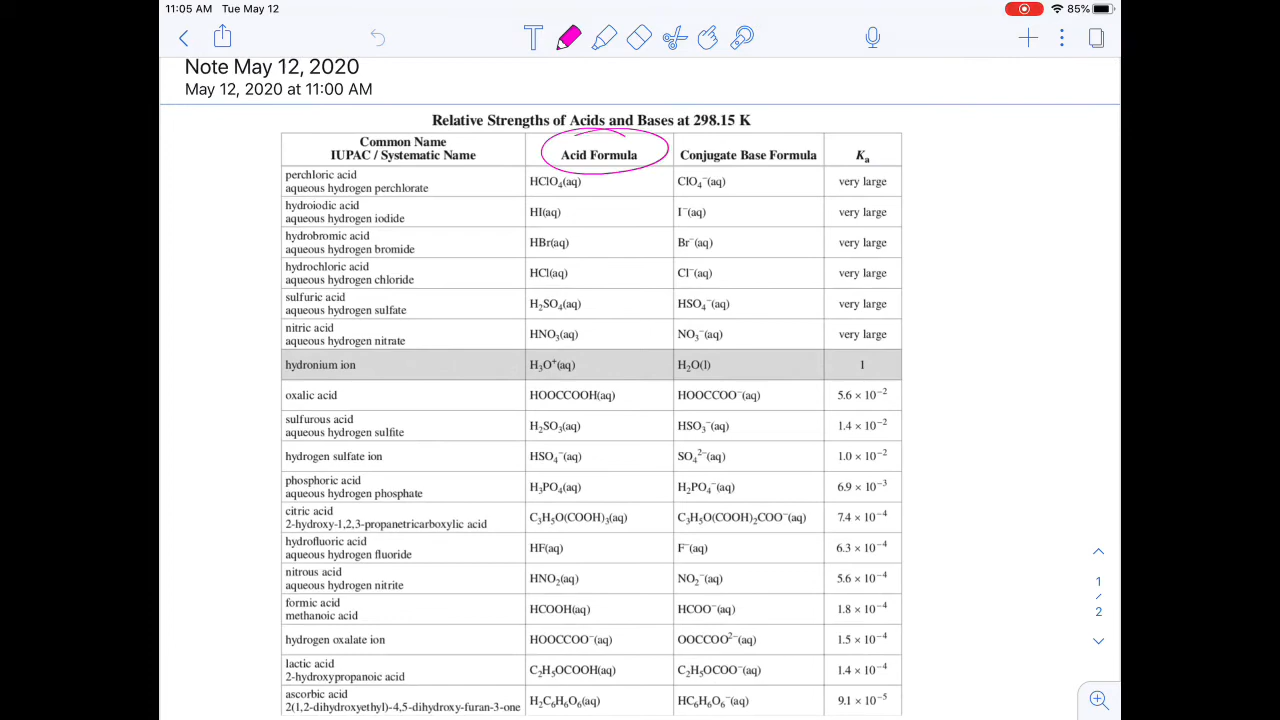 11:05 AM Tue May 12
85%
T
Note May 12, 2020
May 12, 2020 at 11:00 AM
Relative Strengths of Acids and Bases at 298.15 K
Common Name
IUPAC / Systematic Name Acid Formula Conjugate Base Formula Kₐ
perchloric acid
aqueous hydrogen perchlorate HClO₄(aq) ClO₄⁻(aq) very large
hydroiodic acid
aqueous hydrogen iodide HI(aq) I⁻(aq) very large
hydrobromic acid
aqueous hydrogen bromide HBr(aq) Br⁻(aq) very large
hydrochloric acid
aqueous hydrogen chloride HCl(aq) Cl⁻(aq) very large
sulfuric acid
aqueous hydrogen sulfate H₂SO₄(aq) HSO₄⁻(aq) very large
nitric acid
aqueous hydrogen nitrate HNO₃(aq) NO₃⁻(aq) very large
hydronium ion H₃O⁺(aq) H₂O(l) 1
oxalic acid HOOCCOOH(aq) HOOCCOO⁻(aq) 5.6 × 10⁻²
sulfurous acid
aqueous hydrogen sulfite H₂SO₃(aq) HSO₃⁻(aq) 1.4 × 10⁻²
hydrogen sulfate ion HSO₄⁻(aq) SO₄²⁻(aq) 1.0 × 10⁻²
phosphoric acid
aqueous hydrogen phosphate H₃PO₄(aq) H₂PO₄⁻(aq) 6.9 × 10⁻³
citric acid
2-hydroxy-1,2,3-propanetricarboxylic acid C₃H₅O(COOH)₃(aq) C₃H₅O(COOH)₂COO⁻(aq) 7.4 × 10⁻⁴
hydrofluoric acid
aqueous hydrogen fluoride HF(aq) F⁻(aq) 6.3 × 10⁻⁴
nitrous acid
aqueous hydrogen nitrite HNO₂(aq) NO₂⁻(aq) 5.6 × 10⁻⁴
formic acid
methanoic acid HCOOH(aq) HCOO⁻(aq) 1.8 × 10⁻⁴
hydrogen oxalate ion HOOCCOO⁻(aq) OOCCOO²⁻(aq) 1.5 × 10⁻⁴
lactic acid
2-hydroxypropanoic acid C₂H₅OCOOH(aq) C₂H₅OCOO⁻(aq) 1.4 × 10⁻⁴
ascorbic acid
2(1,2-dihydroxyethyl)-4,5-dihydroxy-furan-3-one H₂C₆H₆O₆(aq) HC₆H₆O₆⁻(aq) 9.1 × 10⁻⁵
1
/
2